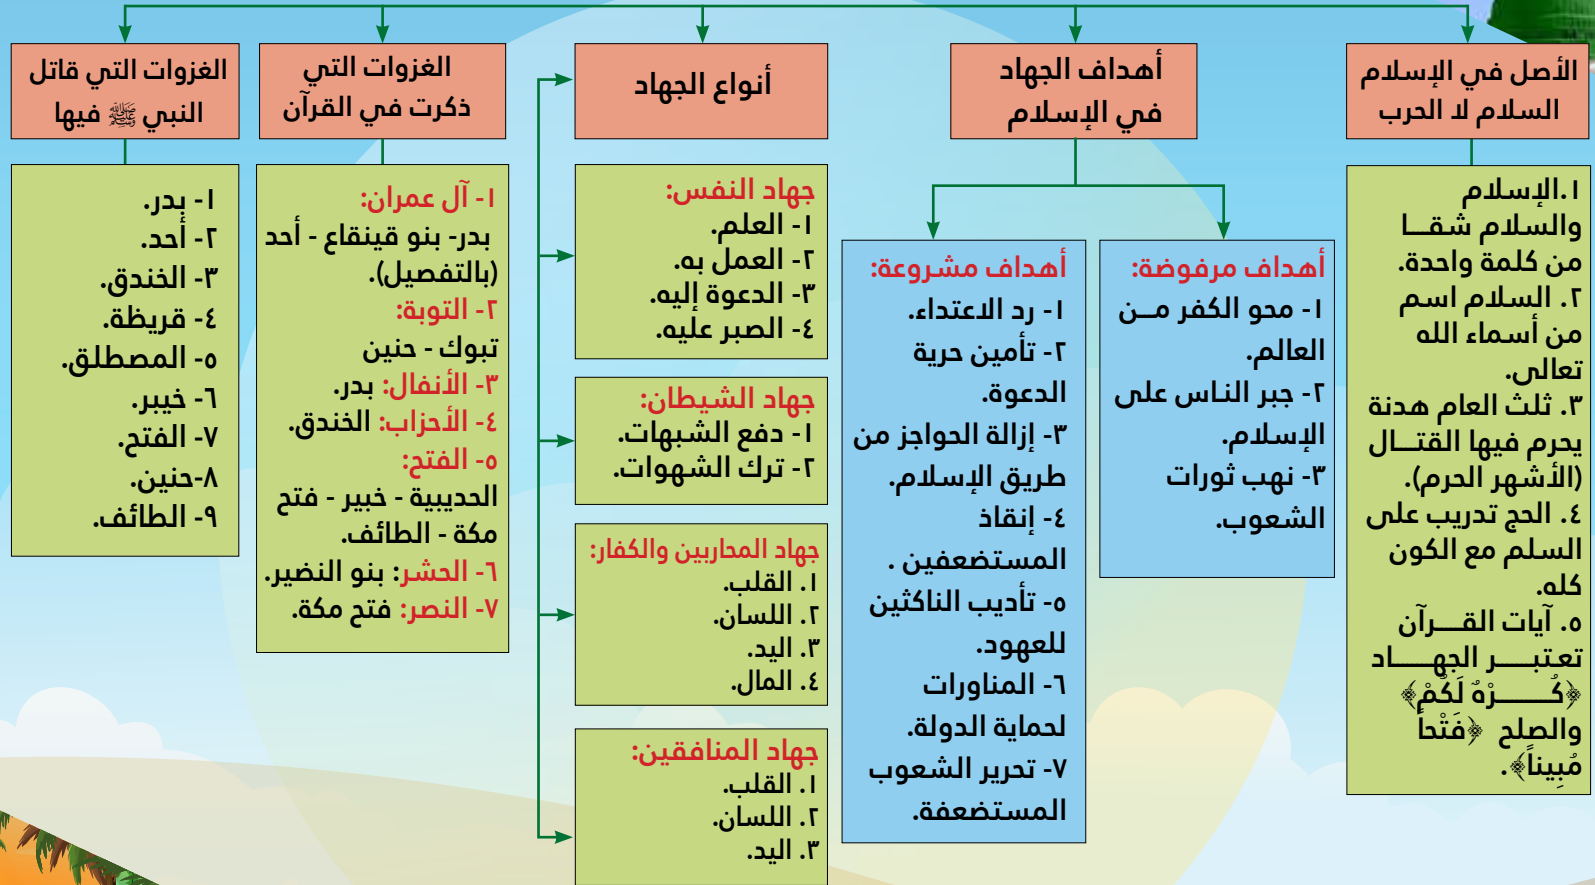 الأصل في الإسلام
السلام لا الحرب
١.الإسلام
والسلام شقـا
من كلمة واحدة.
٢. السلام اسم
من أسماء الله
تعالى.
٣. ثلث العام هدنة
يحرم فيها القتـال
(الأشهر الحرم).
٤. الحج تدريب على
السلم مع الكون
كله.
٥. آيات القـرآن
تعتبـر الجهـاد
﴿كُـرْهٌ لَكُمْ﴾
والصلح ﴿فَتْحاً
مُبِيناً﴾.
أهداف الجهاد
في الإسلام
أهداف مرفوضة:
١- محو الكفر مـن
العالم.
٢- جبر الناس على
الإسلام.
٣- نهب ثورات
الشعوب.
أهداف مشروعة:
١- رد الاعتداء.
٢- تأمين حرية
الدعوة.
٣- إزالة الحواجز من
طريق الإسلام.
٤- إنقاذ
المستضعفين .
٥- تأديب الناكثين
للعهود.
٦- المناورات
لحماية الدولة.
٧- تحرير الشعوب
المستضعفة.
أنواع الجهاد
جهاد النفس:
١- العلم.
٢- العمل به.
٣- الدعوة إليه.
٤- الصبر عليه.
جهاد الشيطان:
١- دفع الشبهات.
٢- ترك الشهوات.
جهاد المحاربين والكفار:
١. القلب.
٢. اللسان.
٣. اليد.
٤. المال.
جهاد المنافقين:
١. القلب.
٢. اللسان.
٣. اليد.
الغزوات التي
ذكرت في القرآن
١- آل عمران:
بدر- بنو قينقاع - أحد
(بالتفصيل).
٢- التوبة:
تبوك - حنين
٣- الأنفال: بدر.
٤- الأحزاب: الخندق.
٥- الفتح:
الحديبية - خبير - فتح
مكة - الطائف.
٦- الحشر: بنو النضير.
٧- النصر: فتح مكة.
الغزوات التي قاتل
النبي ﷺ فيها
١- بدر.
٢- أحد.
٣- الخندق.
٤- قريظة.
٥- المصطلق.
٦- خيبر.
٧- الفتح.
٨-حنين.
٩- الطائف.